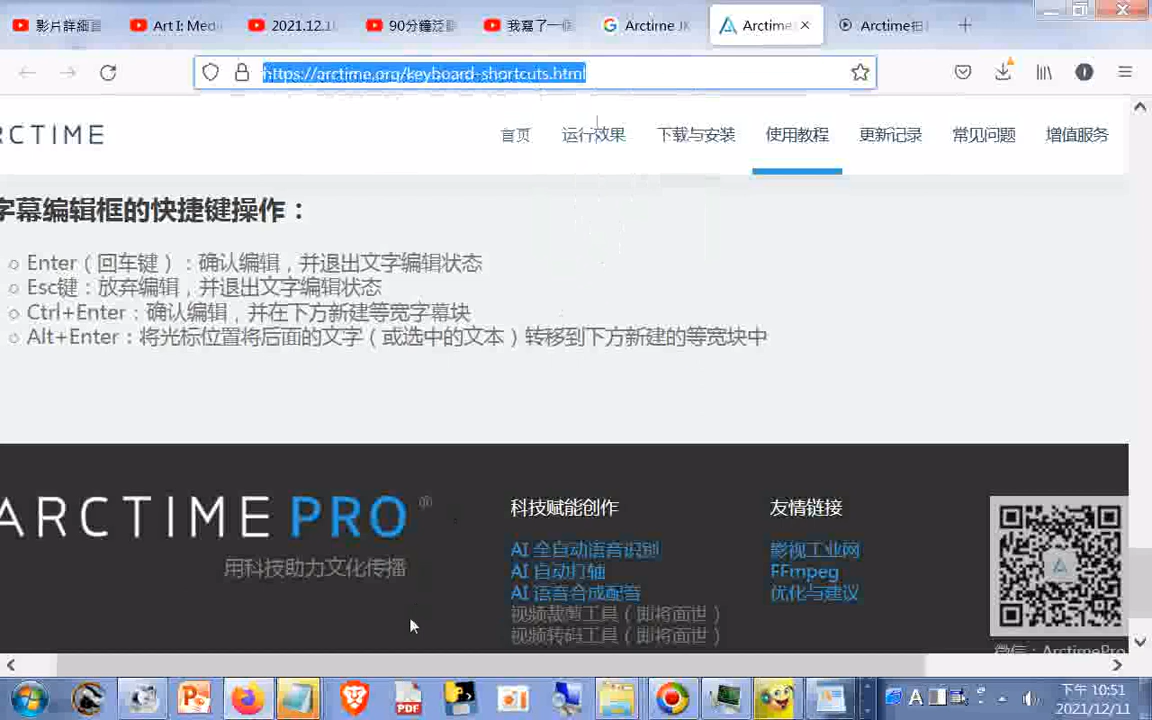 影片詳細
Art I: Med
2021.12.1
90分鐘泛
我寫了一個
Arctime
Arctime
Arctime
https://arctime.org/keyboard-shortcuts.html
RCTIME
首页
运行效果
下载与安装
使用教程
更新记录
常见问题
增值服务
字幕编辑框的快捷键操作：
Enter（回车键）：确认编辑，并退出文字编辑状态
Esc键：放弃编辑，并退出文字编辑状态
Ctrl+Enter：确认编辑，并在下方新建等宽字幕块
Alt+Enter：将光标位置将后面的文字（或选中的文本）转移到下方新建的等宽块中
ARCTIME PRO®
用科技助力文化传播
科技赋能创作
AI 全自动语音识别
AI 自动打轴
AI 语音合成配音
视频裁剪工具（即将面世）
视频转码工具（即将面世）
友情链接
影视工业网
FFmpeg
优化与建议
微信：ArctimePro
下午 10:51
2021/12/11